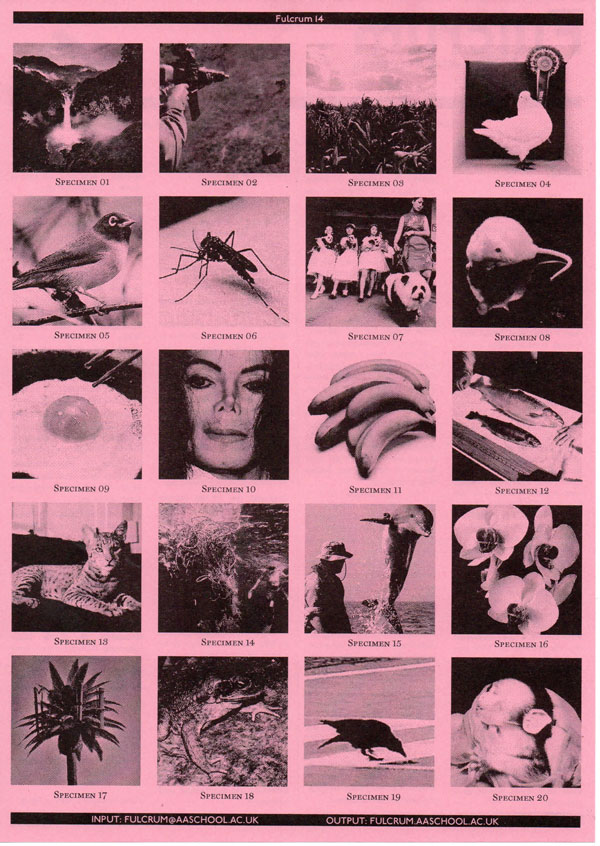 Fulcrum 14
Specimen 01
Specimen 02
Specimen 03
Specimen 04
Specimen 05
Specimen 06
Specimen 07
Specimen 08
Specimen 09
Specimen 10
Specimen 11
Specimen 12
Specimen 13
Specimen 14
Specimen 15
Specimen 16
Specimen 17
Specimen 18
Specimen 19
Specimen 20
INPUT: FULCRUM@AASCHOOL.AC.UK
OUTPUT: FULCRUM.AASCHOOL.AC.UK